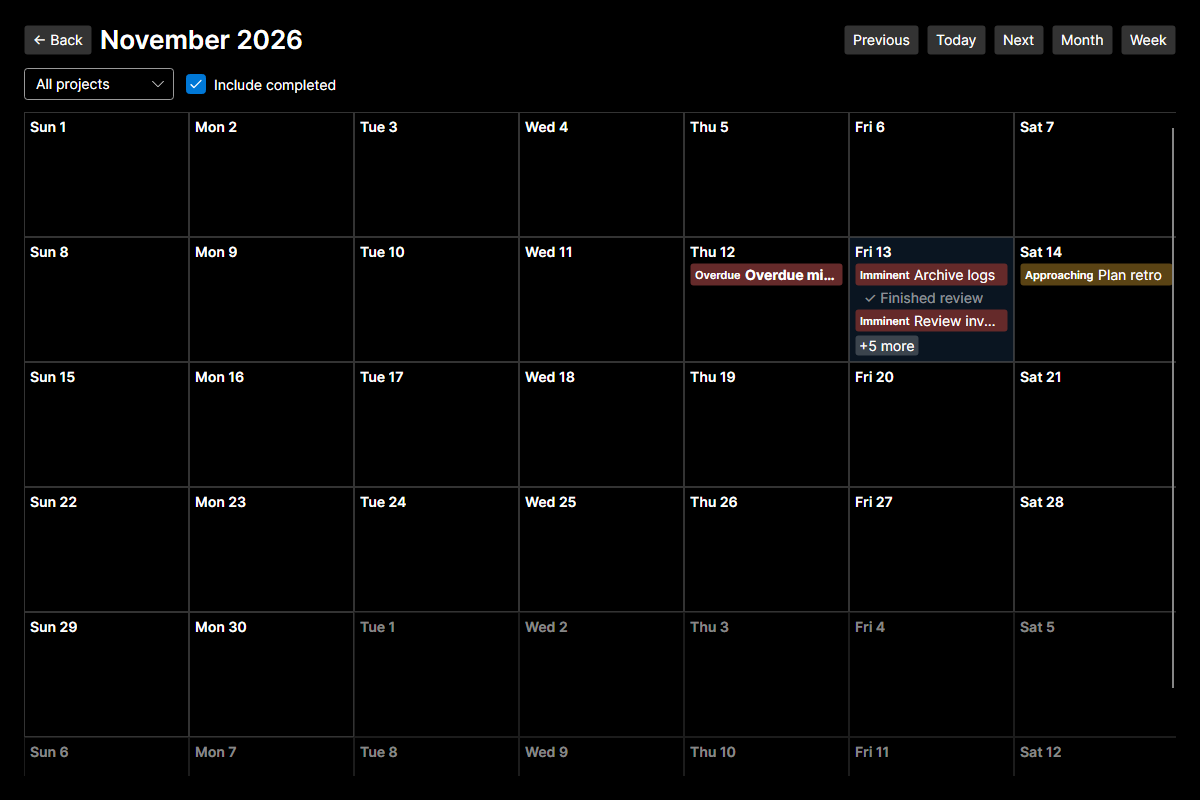 ← Back November 2026 Previous Today Next Month Week
All projects Include completed
Sun 1 Mon 2 Tue 3 Wed 4 Thu 5 Fri 6 Sat 7
Sun 8 Mon 9 Tue 10 Wed 11 Thu 12 Fri 13 Sat 14
Overdue Overdue mi... Imminent Archive logs Approaching Plan retro
✓ Finished review
Imminent Review inv...
+5 more
Sun 15 Mon 16 Tue 17 Wed 18 Thu 19 Fri 20 Sat 21
Sun 22 Mon 23 Tue 24 Wed 25 Thu 26 Fri 27 Sat 28
Sun 29 Mon 30 Tue 1 Wed 2 Thu 3 Fri 4 Sat 5
Sun 6 Mon 7 Tue 8 Wed 9 Thu 10 Fri 11 Sat 12